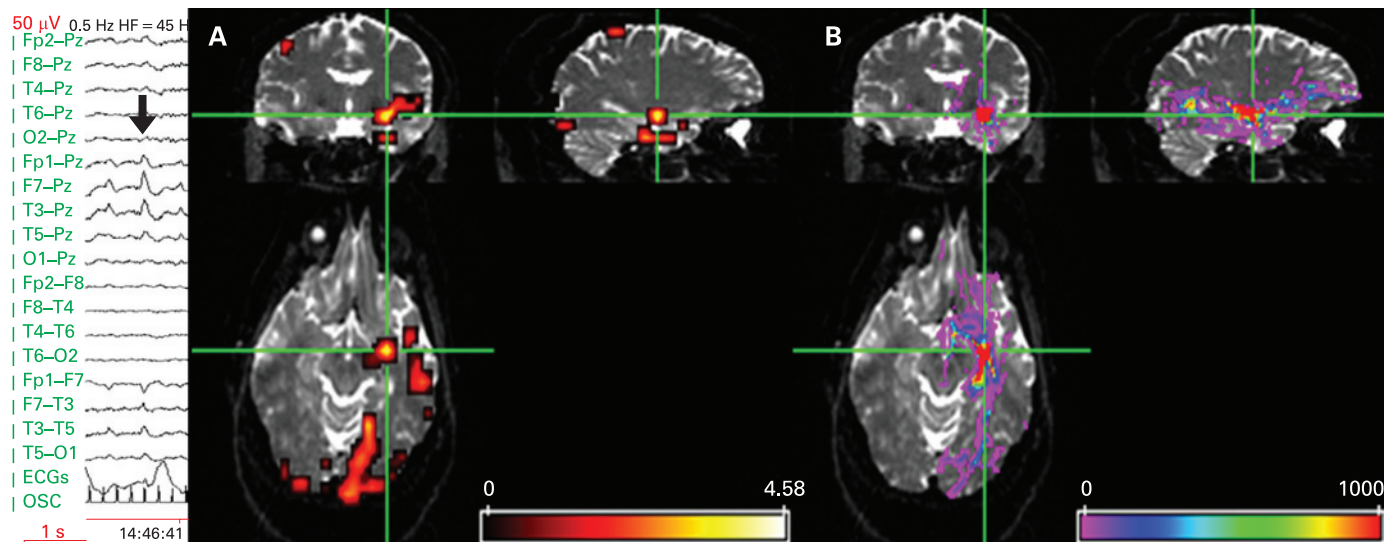 50 µV 0.5 Hz HF = 45 H
Fp2–Pz
F8–Pz
T4–Pz
T6–Pz
O2–Pz
Fp1–Pz
F7–Pz
T3–Pz
T5–Pz
O1–Pz
Fp2–F8
F8–T4
T4–T6
T6–O2
Fp1–F7
F7–T3
T3–T5
T5–O1
ECGs
OSC
1 s 14:46:41
A
0 4.58
B
0 1000